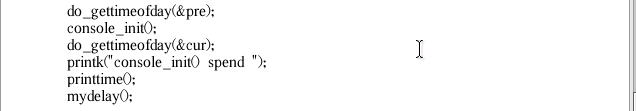 do_gettimeofday(&pre);
console_init();
do_gettimeofday(&cur);
printk("console_init() spend ");
printtime();
mydelay();